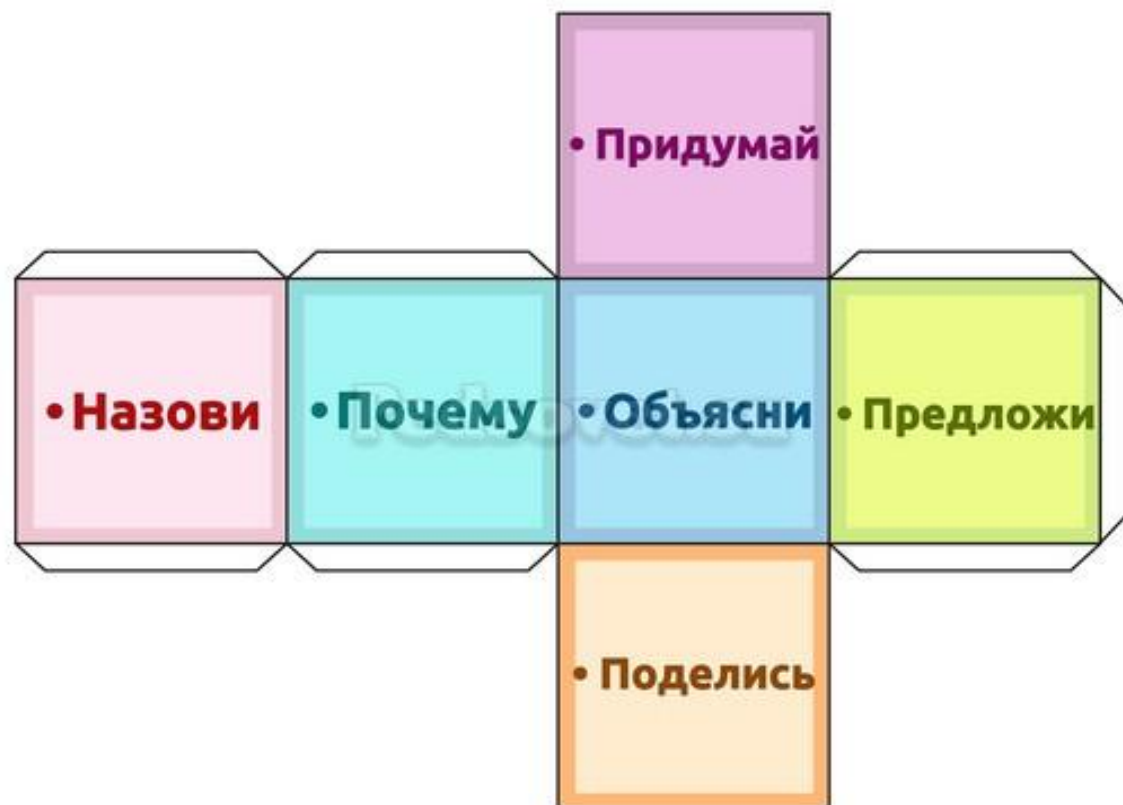 • Придумай
• Назови
• Почему
• Объясни
• Предложи
• Поделись